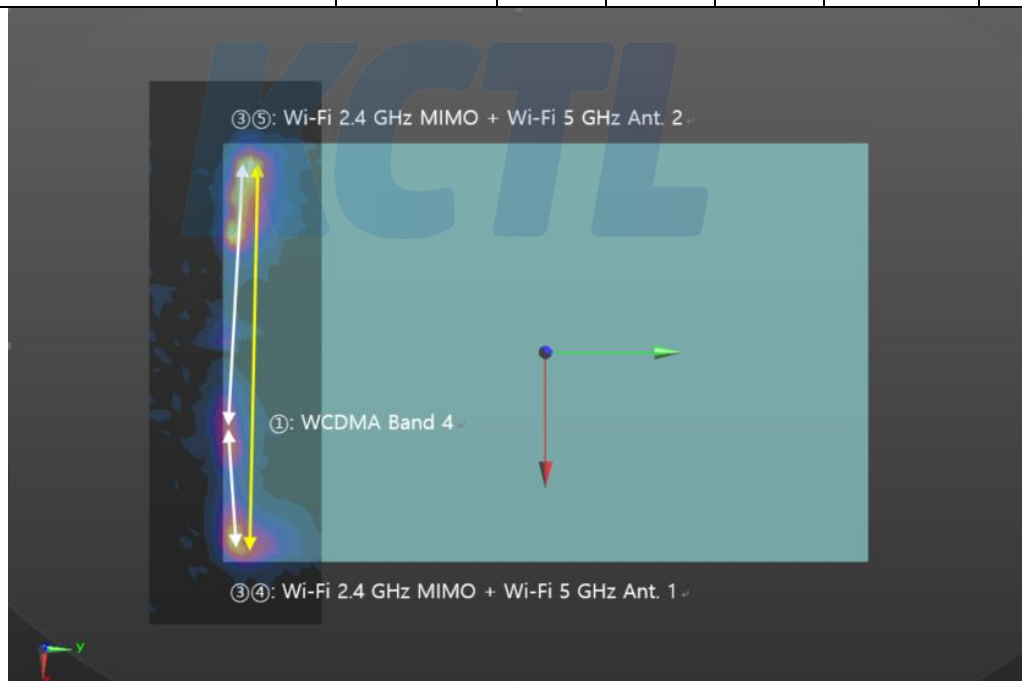 KCTL
③⑤: Wi-Fi 2.4 GHz MIMO + Wi-Fi 5 GHz Ant. 2
①: WCDMA Band 4
③④: Wi-Fi 2.4 GHz MIMO + Wi-Fi 5 GHz Ant. 1
Y
X